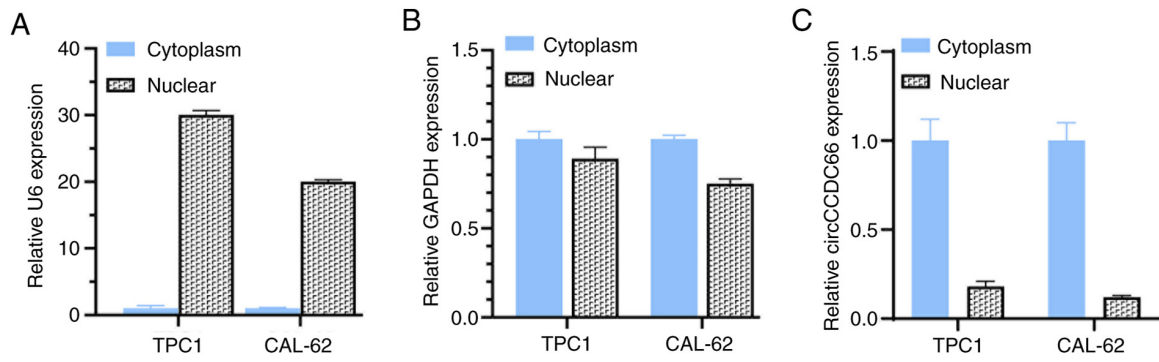 A
Cytoplasm
Nuclear
Relative U6 expression
40
30
20
10
0
TPC1
CAL-62
B
Cytoplasm
Nuclear
Relative GAPDH expression
1.5
1.0
0.5
0.0
TPC1
CAL-62
C
Cytoplasm
Nuclear
Relative circCCDC66 expression
1.5
1.0
0.5
0.0
TPC1
CAL-62